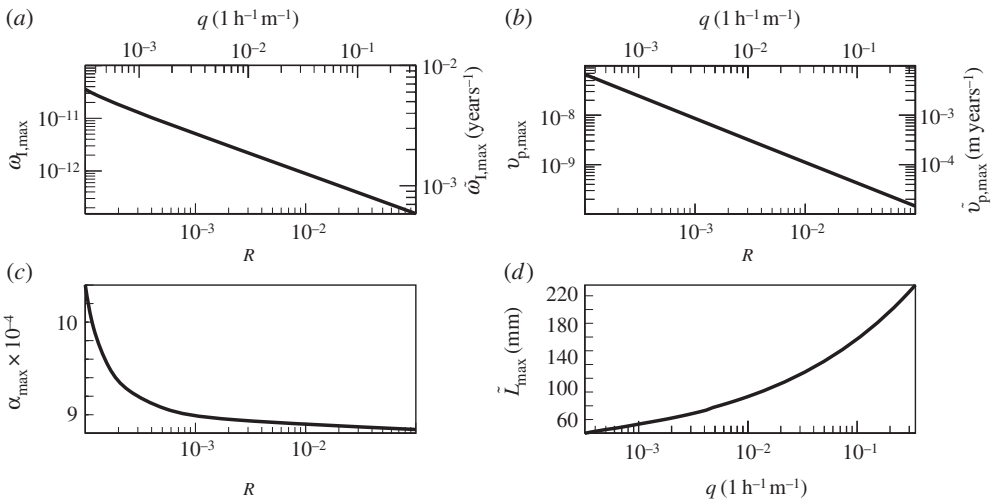 (a) q (1 h⁻¹ m⁻¹)
10⁻³ 10⁻² 10⁻¹
10⁻¹¹
10⁻¹²
ω_I,max
10⁻²
10⁻³
ω̃_I,max (years⁻¹)
10⁻³ 10⁻²
R
(b) q (1 h⁻¹ m⁻¹)
10⁻³ 10⁻² 10⁻¹
10⁻⁸
10⁻⁹
υ_p,max
10⁻³
10⁻⁴
υ̃_p,max (m years⁻¹)
10⁻³ 10⁻²
R
(c)
10
9
α_max × 10⁻⁴
10⁻³ 10⁻²
R
(d)
220
180
140
100
60
L̃_max (mm)
10⁻³ 10⁻² 10⁻¹
q (1 h⁻¹ m⁻¹)